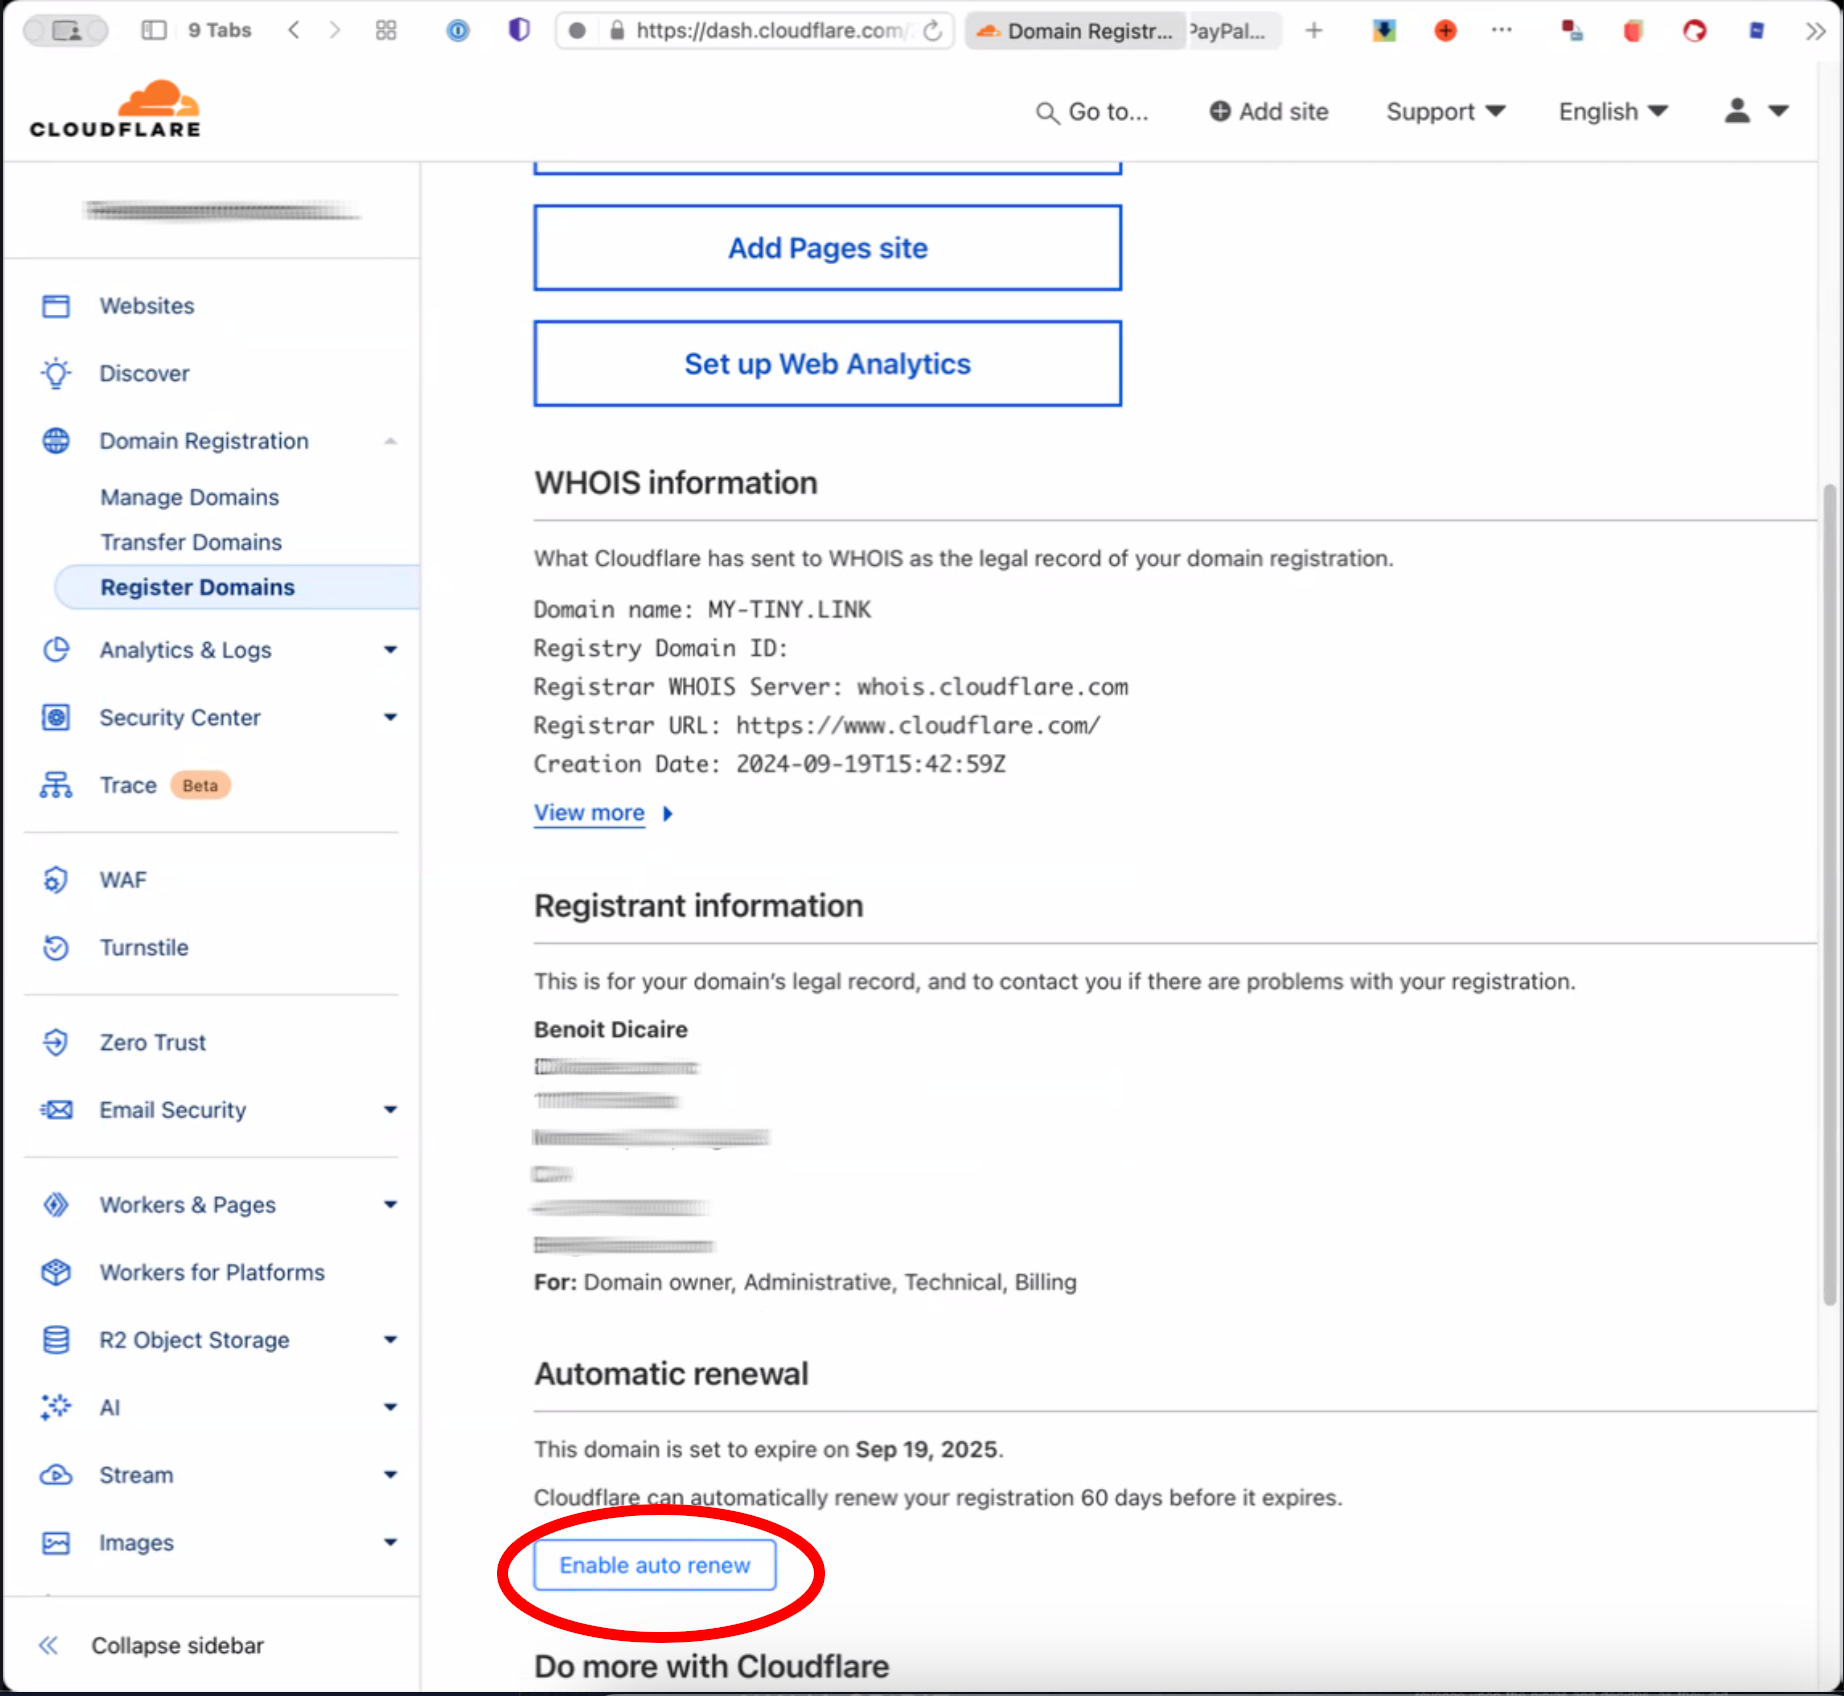 9 Tabs
https://dash.cloudflare.com/
Domain Registr...
PayPal...
CLOUDFLARE
Go to...
Add site
Support
English
Add Pages site
Set up Web Analytics
Websites
Discover
Domain Registration
Manage Domains
Transfer Domains
Register Domains
Analytics & Logs
Security Center
Trace Beta
WAF
Turnstile
Zero Trust
Email Security
Workers & Pages
Workers for Platforms
R2 Object Storage
AI
Stream
Images
Collapse sidebar
WHOIS information
What Cloudflare has sent to WHOIS as the legal record of your domain registration.
Domain name: MY-TINY.LINK
Registry Domain ID:
Registrar WHOIS Server: whois.cloudflare.com
Registrar URL: https://www.cloudflare.com/
Creation Date: 2024-09-19T15:42:59Z
View more
Registrant information
This is for your domain’s legal record, and to contact you if there are problems with your registration.
Benoit Dicaire
For: Domain owner, Administrative, Technical, Billing
Automatic renewal
This domain is set to expire on Sep 19, 2025.
Cloudflare can automatically renew your registration 60 days before it expires.
Enable auto renew
Do more with Cloudflare